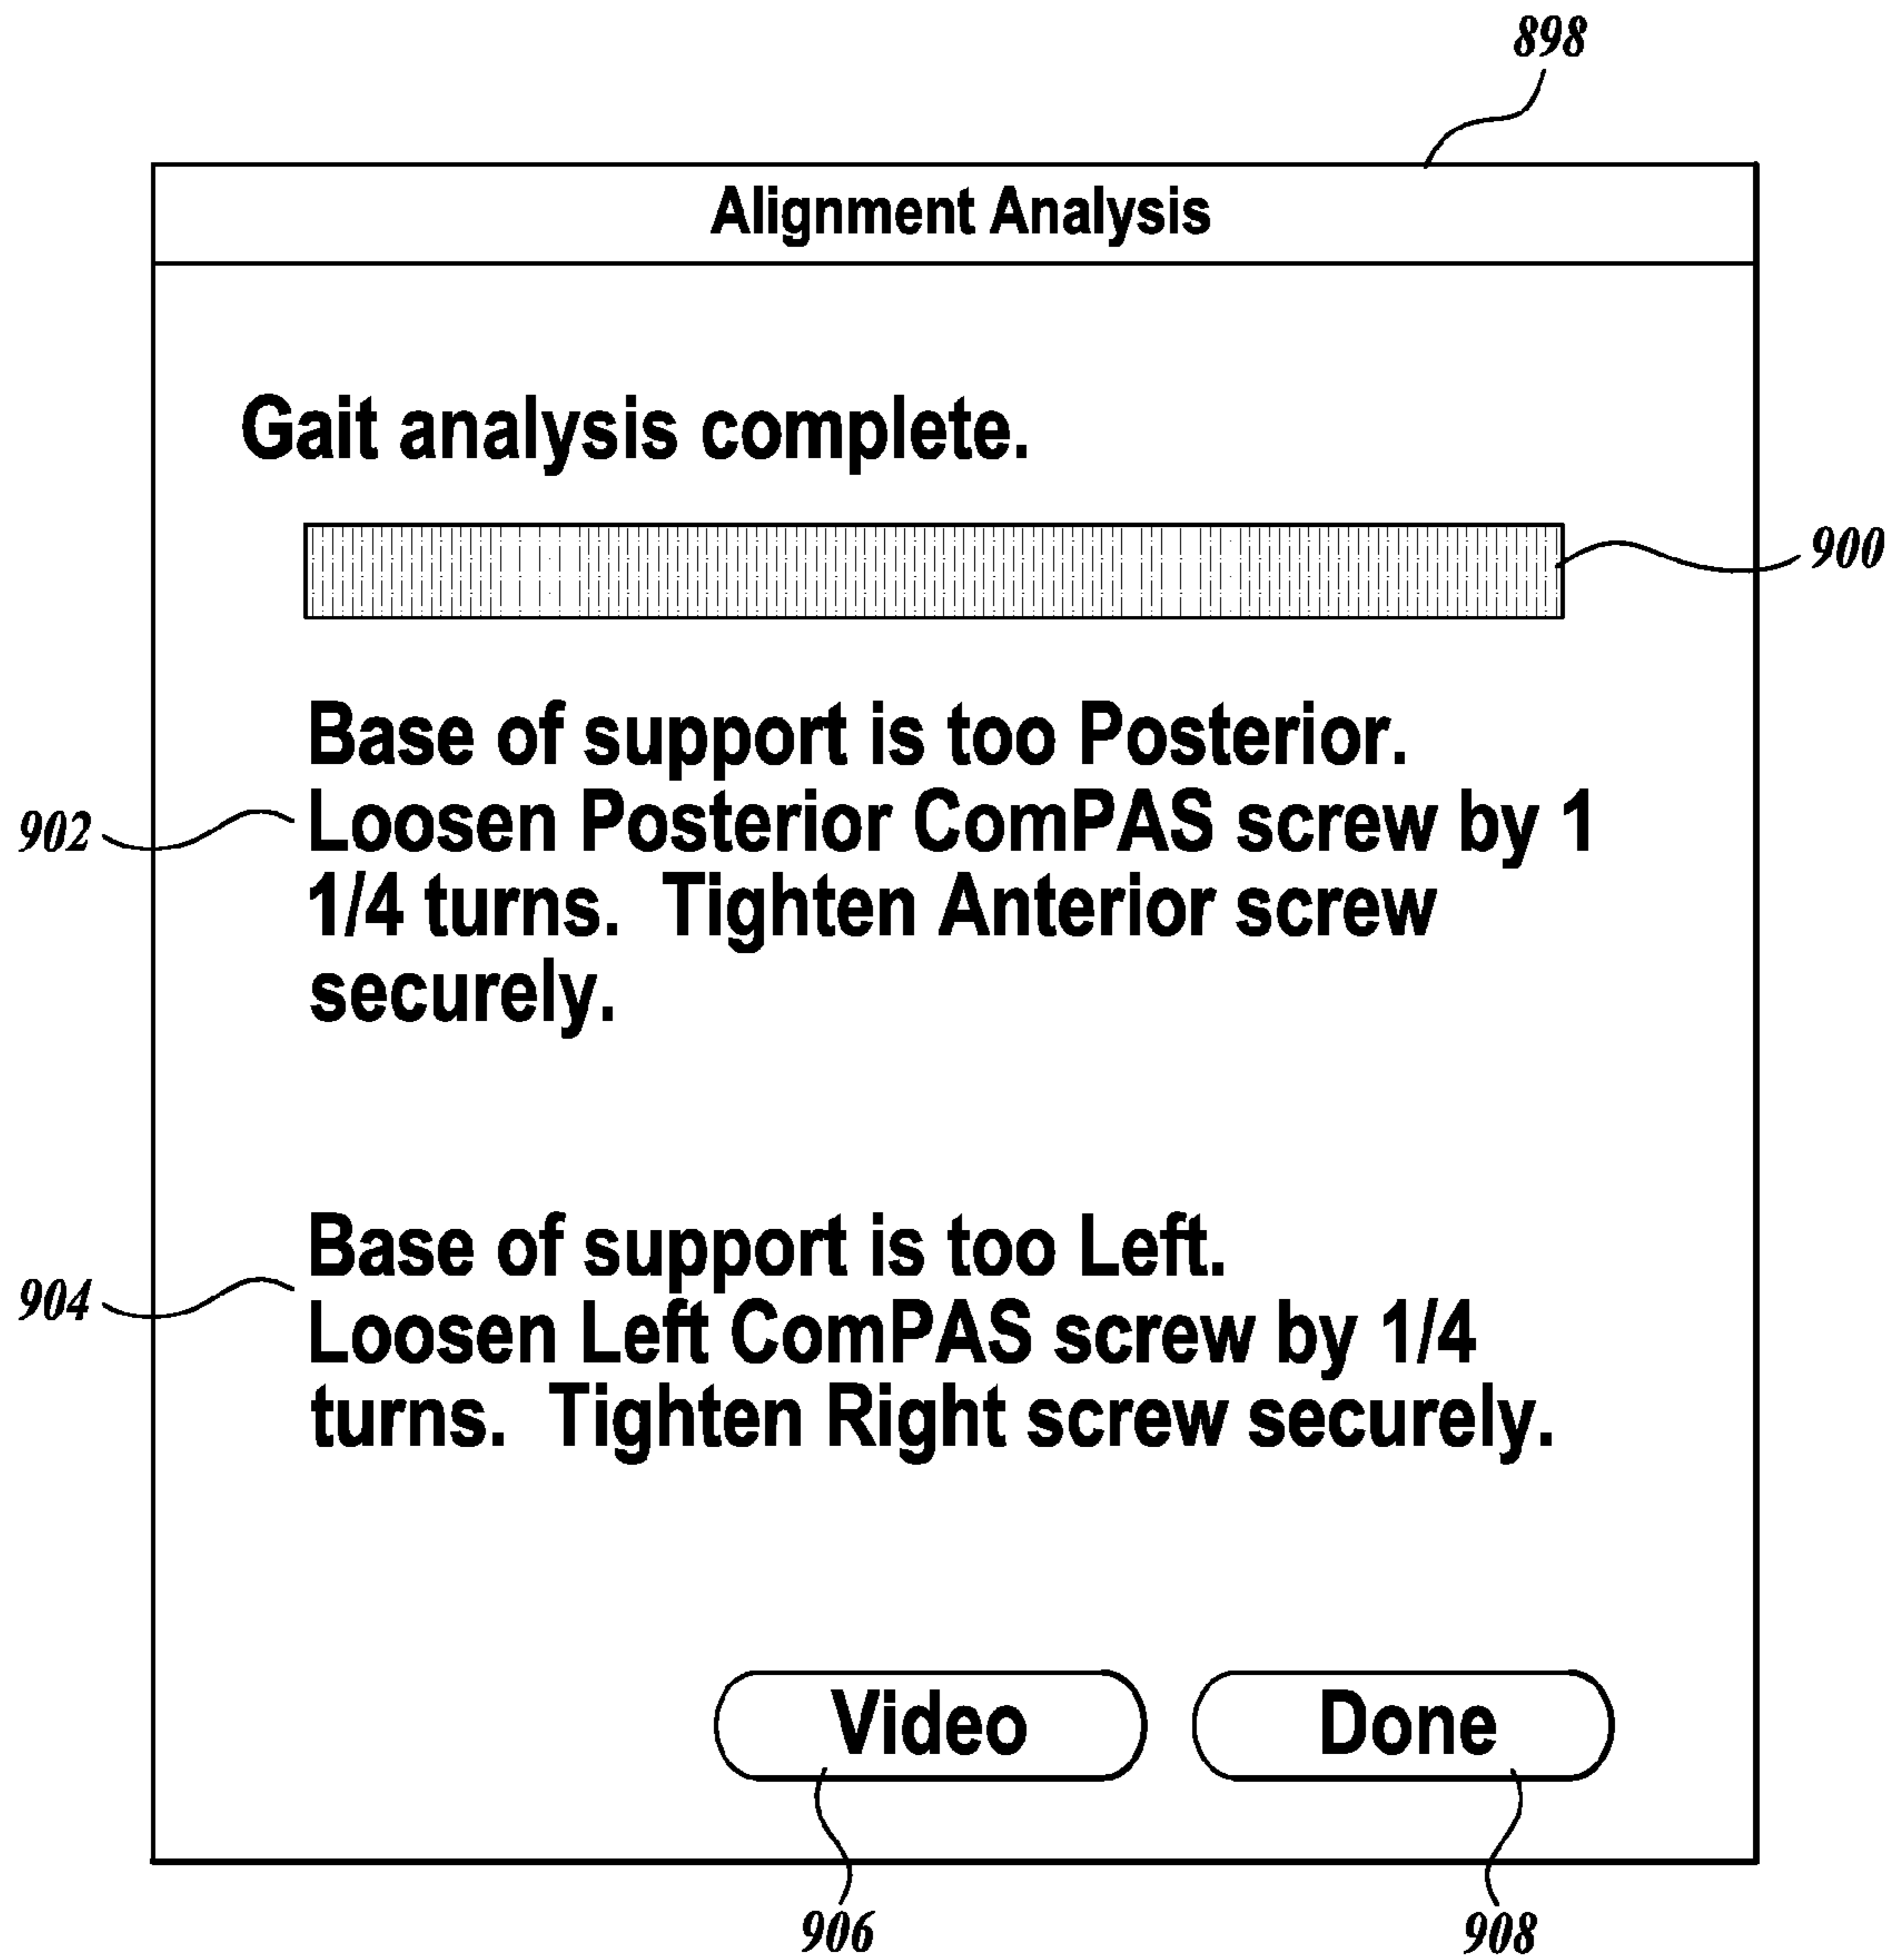 898
Alignment Analysis
Gait analysis complete.
900
Base of support is too Posterior.
902 Loosen Posterior ComPAS screw by 1
1/4 turns. Tighten Anterior screw
securely.
Base of support is too Left.
904
Loosen Left ComPAS screw by 1/4
turns. Tighten Right screw securely.
Video Done
906 908